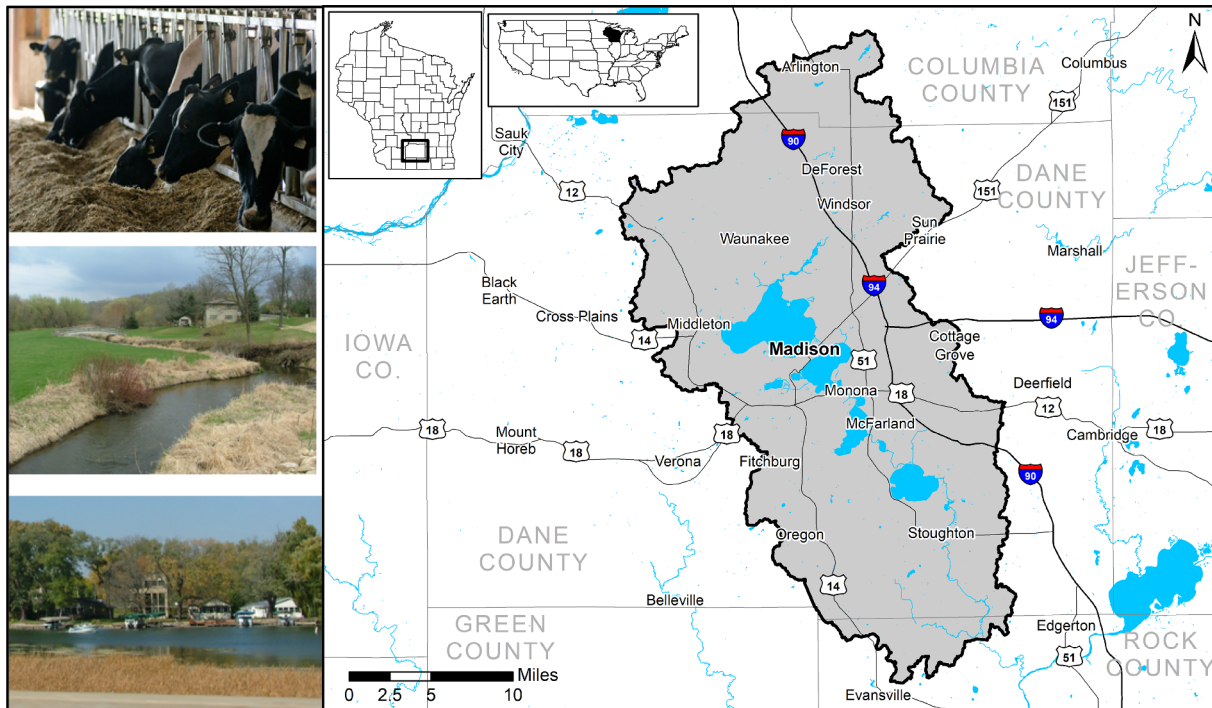 N
Arlington
COLUMBIA
COUNTY
Columbus
151
Sauk
City
90
DeForest
12
151
DANE
COUNTY
Windsor
Sun
Prairie
Waunakee
Marshall
JEFF-
ERSON
CO.
Black
Earth
94
Cross Plains
94
Middleton
14
IOWA
CO.
Cottage
Grove
Madison
51
Deerfield
Monona
18
12
18
McFarland
18
Cambridge
18
Mount
Horeb
18
Verona
Fitchburg
90
DANE
COUNTY
Oregon
Stoughton
14
Belleville
GREEN
COUNTY
Edgerton
ROCK
COUNTY
51
Miles
0 2.5 5 10
Evansville